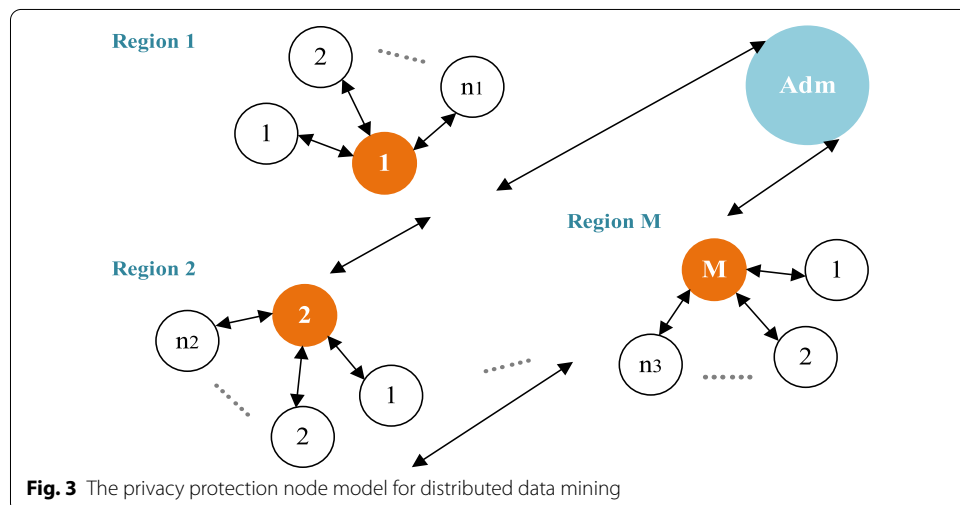 Region 1
2
n1
1
1
Adm
Region M
Region 2
M
1
2
n2
n3
2
1
2
Fig. 3 The privacy protection node model for distributed data mining